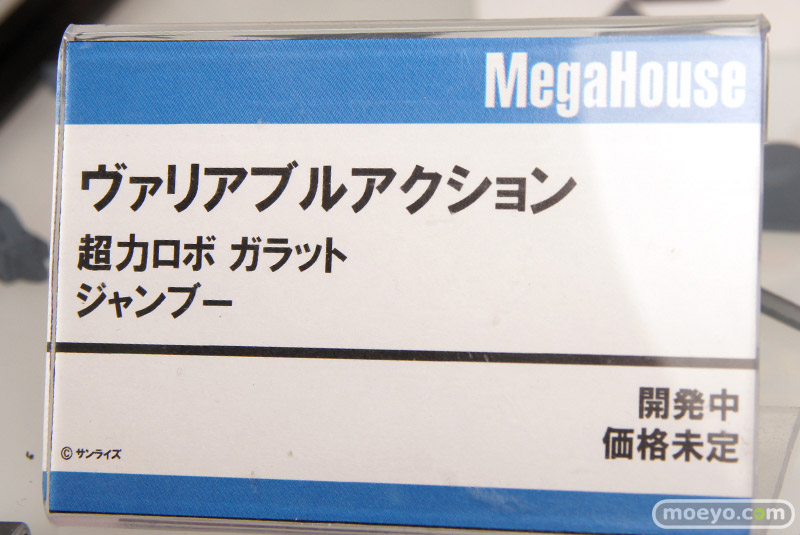 MegaHouse
ヴァリアブルアクション
超力ロボ ガラット
ジャンブー
開発中
価格未定
© サンライズ
moeyo.com